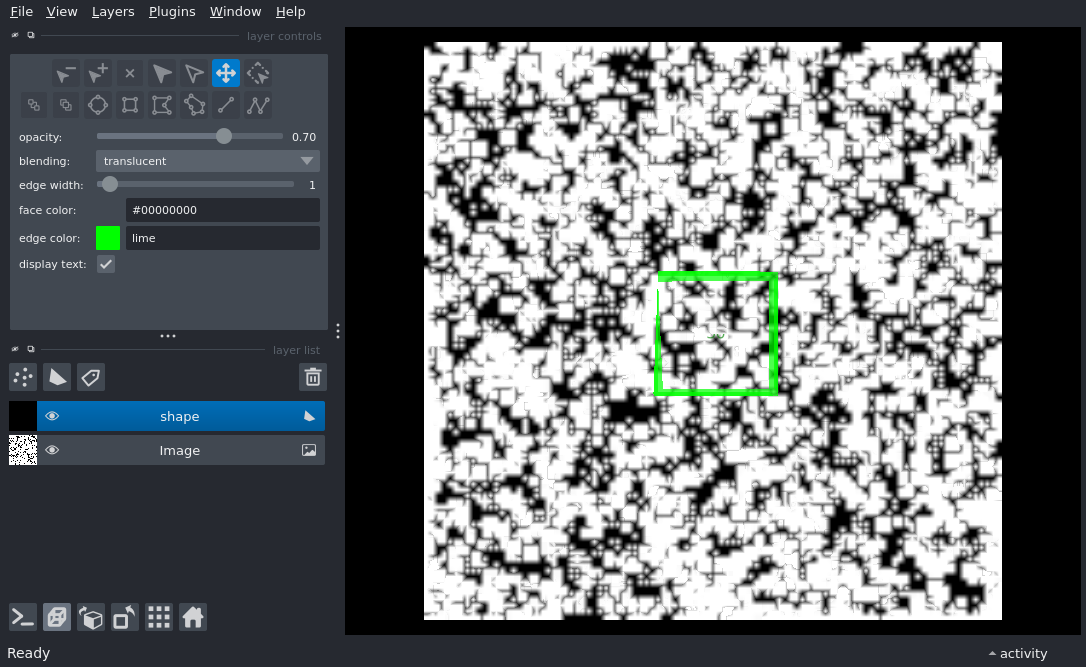 File View Layers Plugins Window Help
layer controls
opacity: 0.70
blending: translucent
edge width: 1
face color: #00000000
edge color: lime
display text:
layer list
shape
Image
Ready
activity